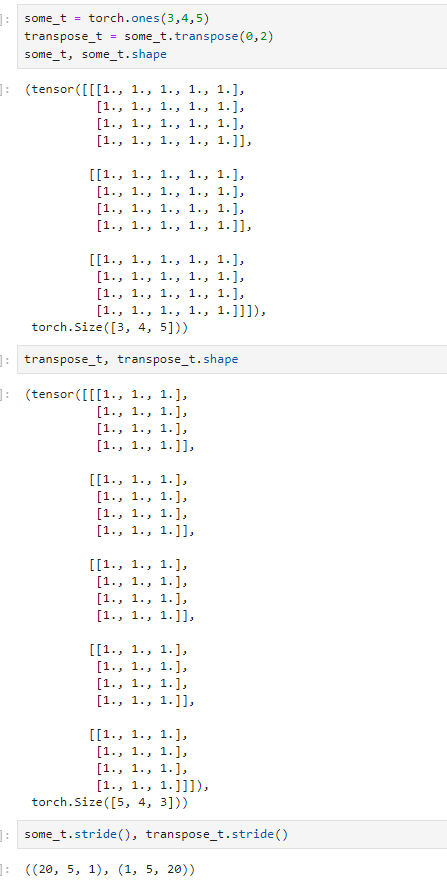 ]: some_t = torch.ones(3,4,5)
transpose_t = some_t.transpose(0,2)
some_t, some_t.shape
]: (tensor([[[1., 1., 1., 1., 1.],
[1., 1., 1., 1., 1.],
[1., 1., 1., 1., 1.],
[1., 1., 1., 1., 1.]],
[[1., 1., 1., 1., 1.],
[1., 1., 1., 1., 1.],
[1., 1., 1., 1., 1.],
[1., 1., 1., 1., 1.]],
[[1., 1., 1., 1., 1.],
[1., 1., 1., 1., 1.],
[1., 1., 1., 1., 1.],
[1., 1., 1., 1., 1.]]]),
torch.Size([3, 4, 5]))
]: transpose_t, transpose_t.shape
]: (tensor([[[1., 1., 1.],
[1., 1., 1.],
[1., 1., 1.],
[1., 1., 1.]],
[[1., 1., 1.],
[1., 1., 1.],
[1., 1., 1.],
[1., 1., 1.]],
[[1., 1., 1.],
[1., 1., 1.],
[1., 1., 1.],
[1., 1., 1.]],
[[1., 1., 1.],
[1., 1., 1.],
[1., 1., 1.],
[1., 1., 1.]],
[[1., 1., 1.],
[1., 1., 1.],
[1., 1., 1.],
[1., 1., 1.]]]),
torch.Size([5, 4, 3]))
]: some_t.stride(), transpose_t.stride()
]: ((20, 5, 1), (1, 5, 20))